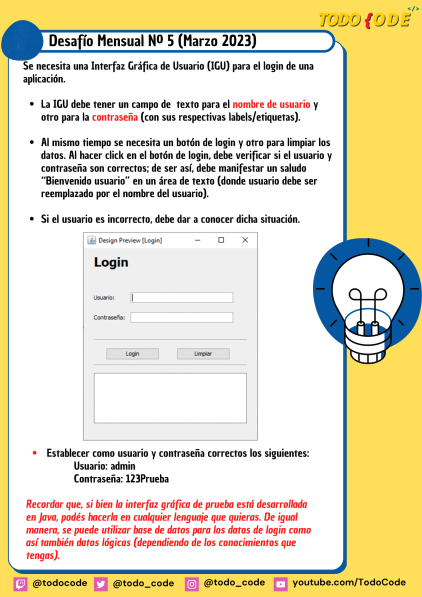 </>
TODO CODE
Desafío Mensual Nº 5 (Marzo 2023)
Se necesita una Interfaz Gráfica de Usuario (IGU) para el login de una
aplicación.
• La IGU debe tener un campo de texto para el nombre de usuario y
otro para la contraseña (con sus respectivas labels/etiquetas).
• Al mismo tiempo se necesita un botón de login y otro para limpiar los
datos. Al hacer click en el botón de login, debe verificar si el usuario y
contraseña son correctos; de ser así, debe manifestar un saludo
"Bienvenido usuario" en un área de texto (donde usuario debe ser
reemplazado por el nombre del usuario).
• Si el usuario es incorrecto, debe dar a conocer dicha situación.
Design Preview [Login]
Login
Usuario:
Contraseña:
Login Limpiar
• Establecer como usuario y contraseña correctos los siguientes:
Usuario: admin
Contraseña: 123Prueba
Recordar que, si bien la interfaz gráfica de prueba está desarrollada
en Java, podés hacerla en cualquier lenguaje que quieras. De igual
manera, se puede utilizar base de datos para los datos de login como
así también datos lógicos (dependiendo de los conocimientos que
tengas).
@todocode @todo_code @todo_code youtube.com/TodoCode